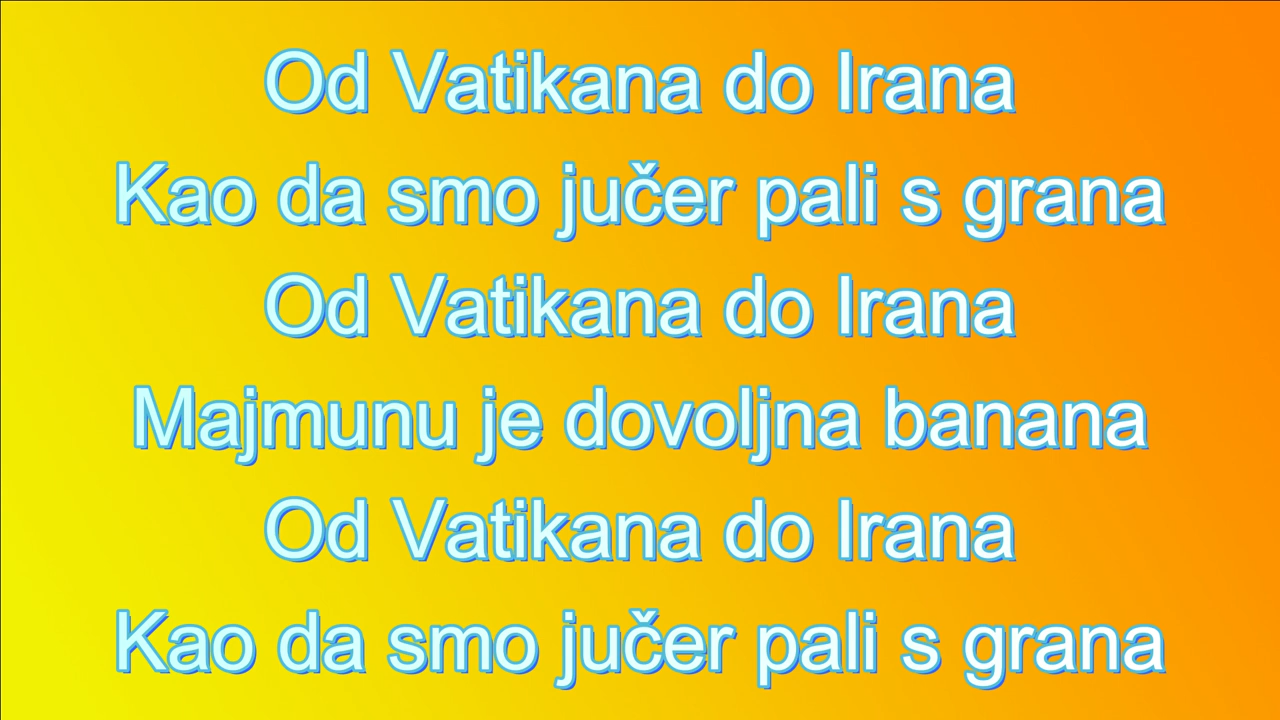 Od Vatikana do Irana
Kao da smo jučer pali s grana
Od Vatikana do Irana
Majmunu je dovoljna banana
Od Vatikana do Irana
Kao da smo jučer pali s grana